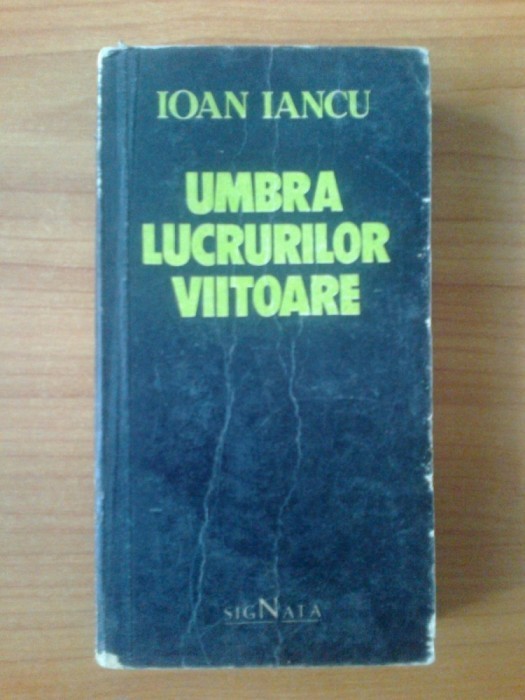 IOAN IANCU
UMBRA
LUCRURILOR
VIITOARE
SIGNATA